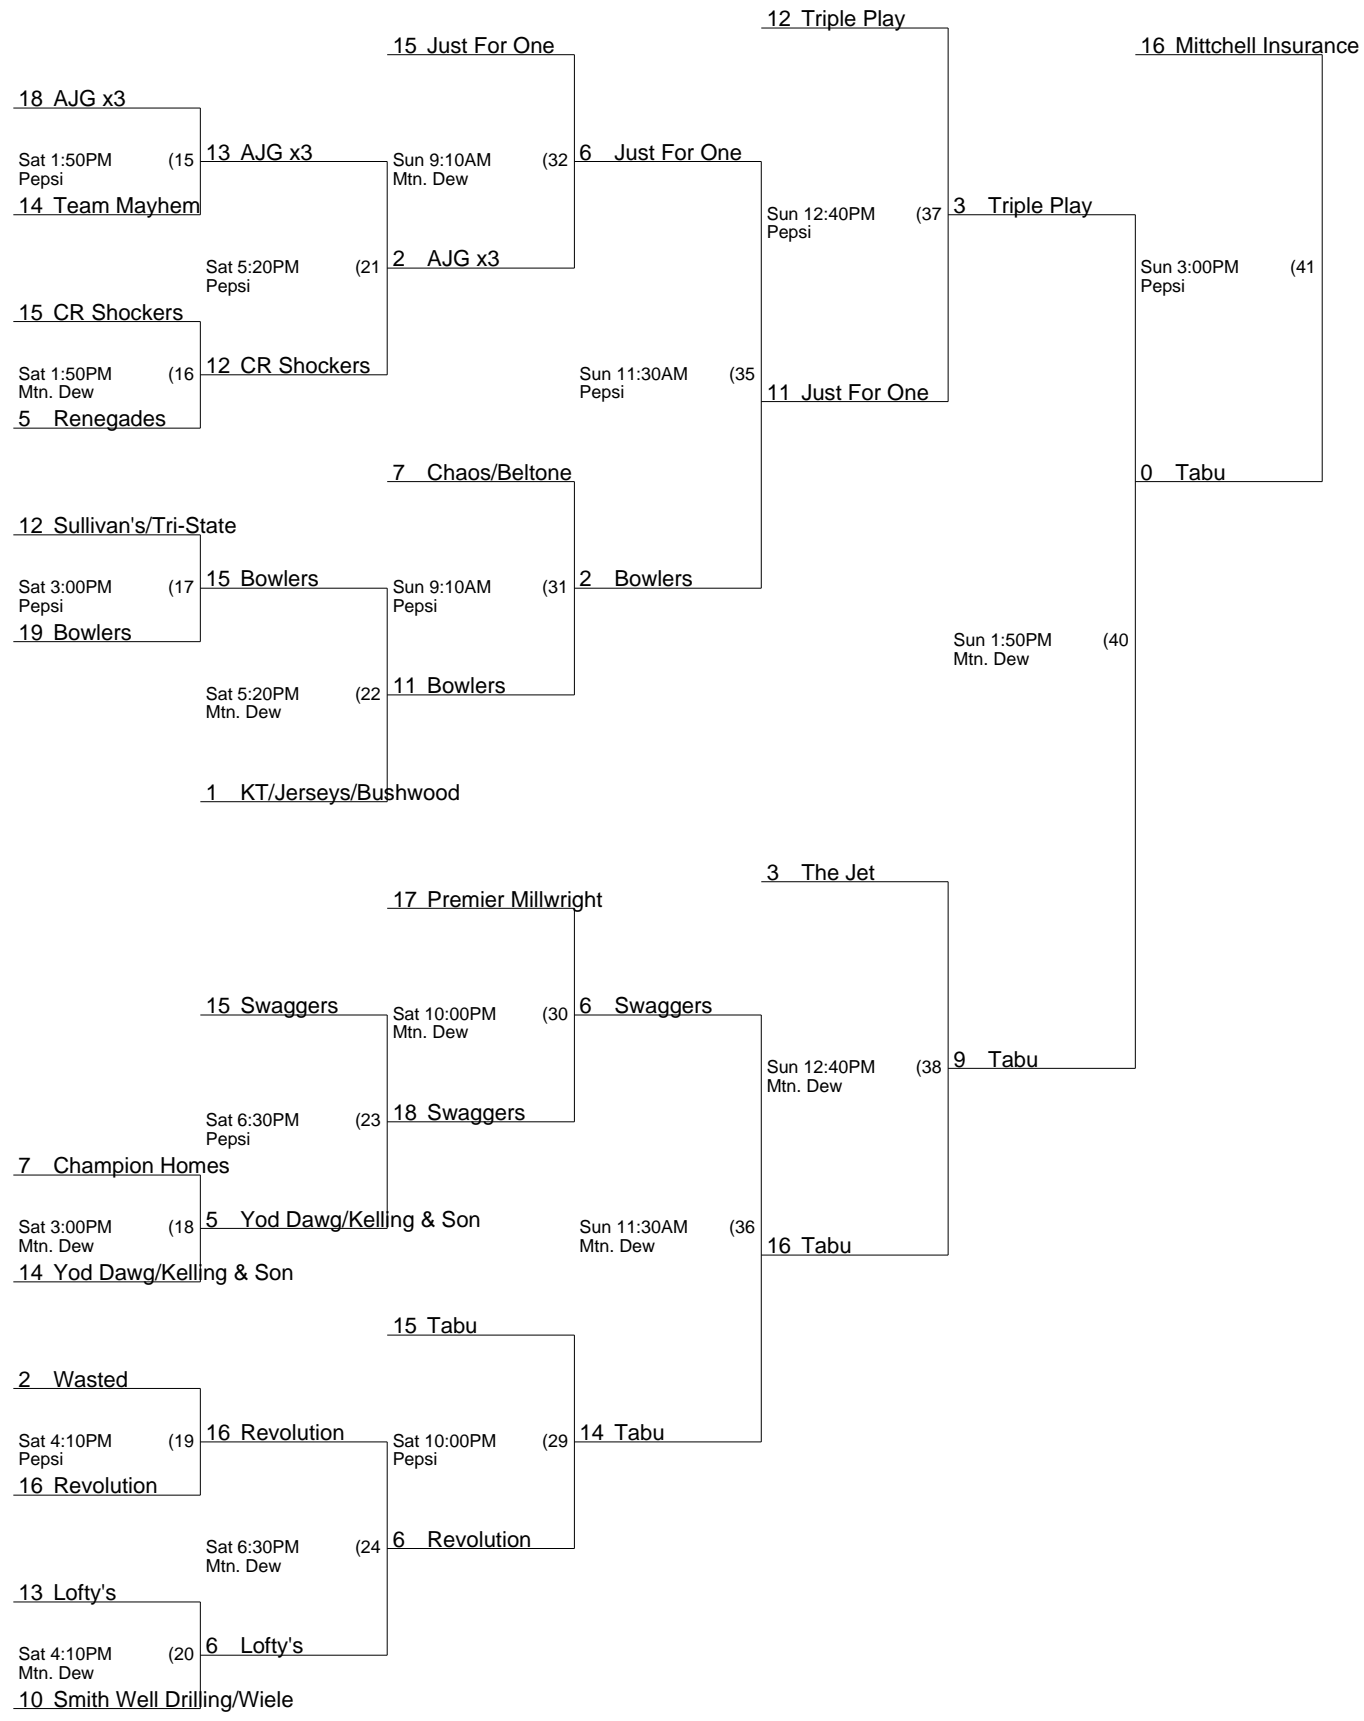 12 Triple Play
15 Just For One
16 Mittchell Insurance
18 AJG x3
Sat 1:50PM (15
Pepsi
13 AJG x3
Sun 9:10AM (32
Mtn. Dew
6 Just For One
14 Team Mayhem
Sun 12:40PM (37
Pepsi
3 Triple Play
Sat 5:20PM (21
Pepsi
2 AJG x3
Sun 3:00PM (41
Pepsi
15 CR Shockers
Sat 1:50PM (16
Mtn. Dew
12 CR Shockers
Sun 11:30AM (35
Pepsi
11 Just For One
5 Renegades
7 Chaos/Beltone
0 Tabu
12 Sullivan's/Tri-State
Sat 3:00PM (17
Pepsi
15 Bowlers
Sun 9:10AM (31
Pepsi
2 Bowlers
19 Bowlers
Sun 1:50PM (40
Mtn. Dew
Sat 5:20PM (22
Mtn. Dew
11 Bowlers
1 KT/Jerseys/Bushwood
3 The Jet
17 Premier Millwright
15 Swaggers
Sat 10:00PM (30
Mtn. Dew
6 Swaggers
Sun 12:40PM (38
Mtn. Dew
9 Tabu
Sat 6:30PM (23
Pepsi
18 Swaggers
7 Champion Homes
Sat 3:00PM (18
Mtn. Dew
5 Yod Dawg/Kelling & Son
Sun 11:30AM (36
Mtn. Dew
16 Tabu
14 Yod Dawg/Kelling & Son
15 Tabu
2 Wasted
Sat 4:10PM (19
Pepsi
16 Revolution
Sat 10:00PM (29
Pepsi
14 Tabu
16 Revolution
Sat 6:30PM (24
Mtn. Dew
6 Revolution
13 Lofty's
Sat 4:10PM (20
Mtn. Dew
6 Lofty's
10 Smith Well Drilling/Wiele